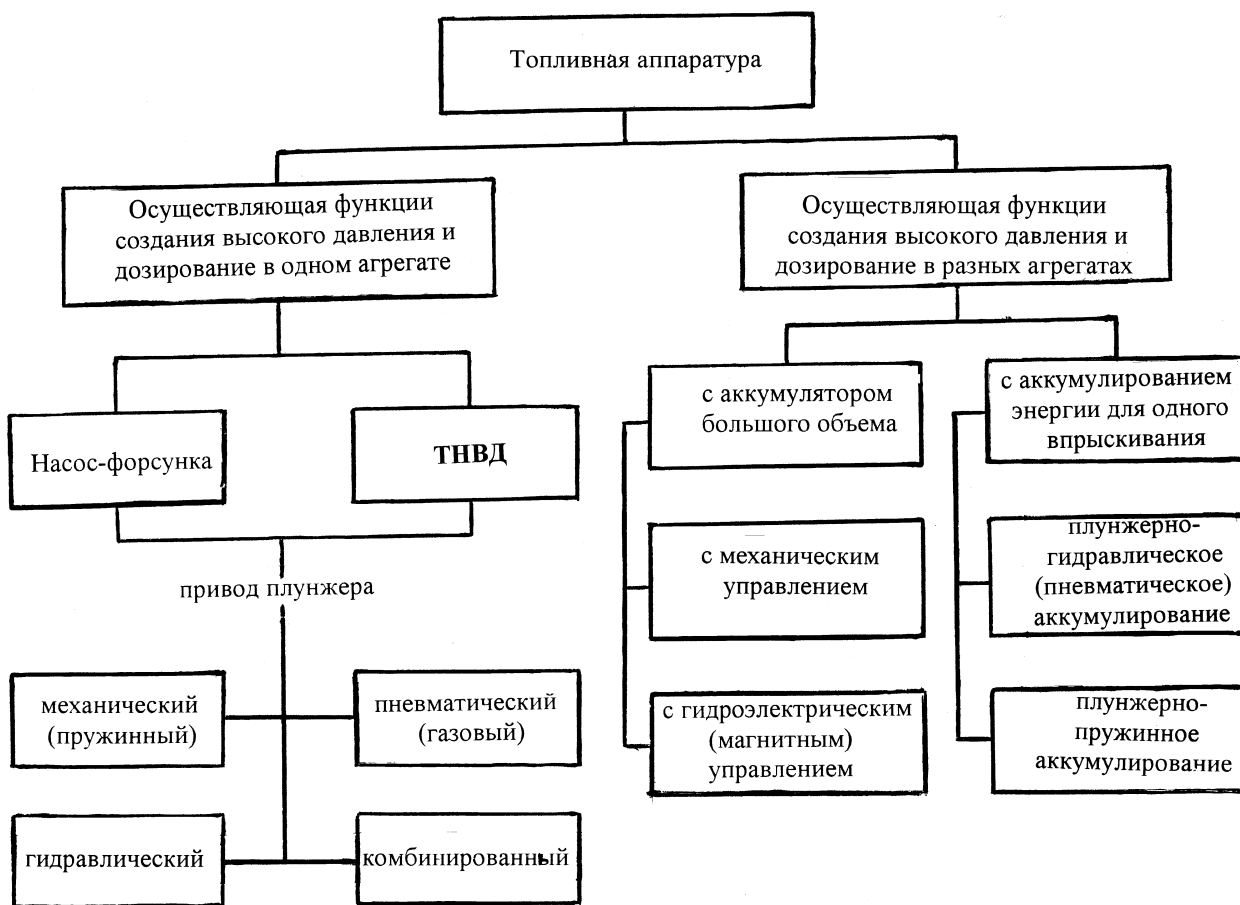 Топливная аппаратура
Осуществляющая функции
создания высокого давления и
дозирование в одном агрегате
Осуществляющая функции
создания высокого давления и
дозирование в разных агрегатах
Насос-форсунка
ТНВД
с аккумулятором
большого объема
с аккумулированием
энергии для одного
впрыскивания
с механическим
управлением
плунжерно-
гидравлическое
(пневматическое)
аккумулирование
привод плунжера
механический
(пружинный)
пневматический
(газовый)
с гидроэлектрическим
(магнитным)
управлением
плунжерно-
пружинное
аккумулирование
гидравлический
комбинированный